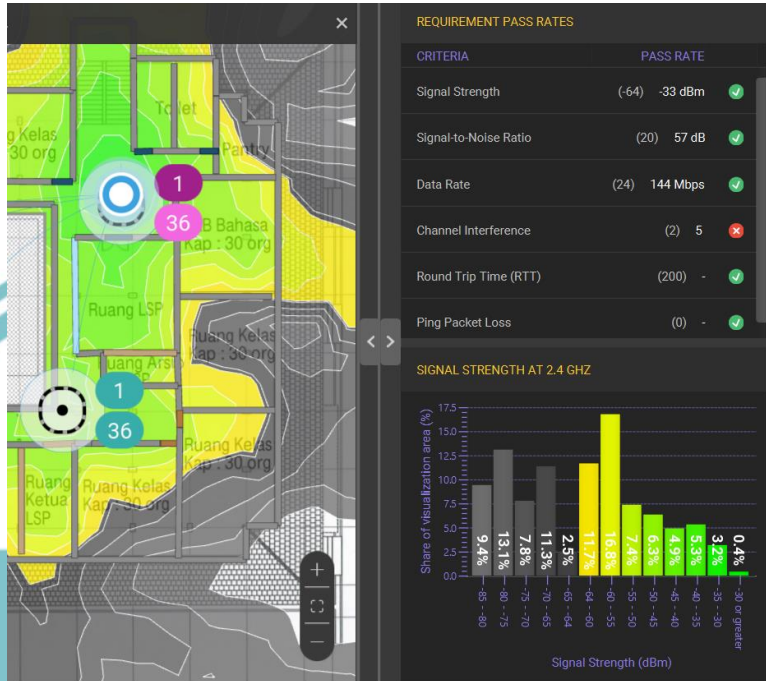 ×
Toilet
g Kelas
30 org
Pantry
1
36
B Bahasa
Kap : 30 org
Ruang LSP
Ruang Kelas
Kap : 30 org
Ruang Arsi
P
1
36
Ruang Kelas
Kap : 30 org
Ruang
Ketua
LSP
Ruang Kelas
Kap : 30 org
+
−
< >
REQUIREMENT PASS RATES
CRITERIA PASS RATE
Signal Strength (-64) -33 dBm
Signal-to-Noise Ratio (20) 57 dB
Data Rate (24) 144 Mbps
Channel Interference (2) 5
Round Trip Time (RTT) (200) -
Ping Packet Loss (0) -
SIGNAL STRENGTH AT 2.4 GHZ
Share of visualization area (%)
17.5
15.0
12.5
10.0
7.5
5.0
2.5
0.0
9.4% 13.1% 7.8% 11.3% 2.5% 11.7% 16.8% 7.4% 6.3% 4.9% 5.3% 3.2% 0.4%
-85 - -80
-80 - -75
-75 - -70
-70 - -65
-65 - -64
-64 - -60
-60 - -55
-55 - -50
-50 - -45
-45 - -40
-40 - -35
-35 - -30
-30 or greater
Signal Strength (dBm)